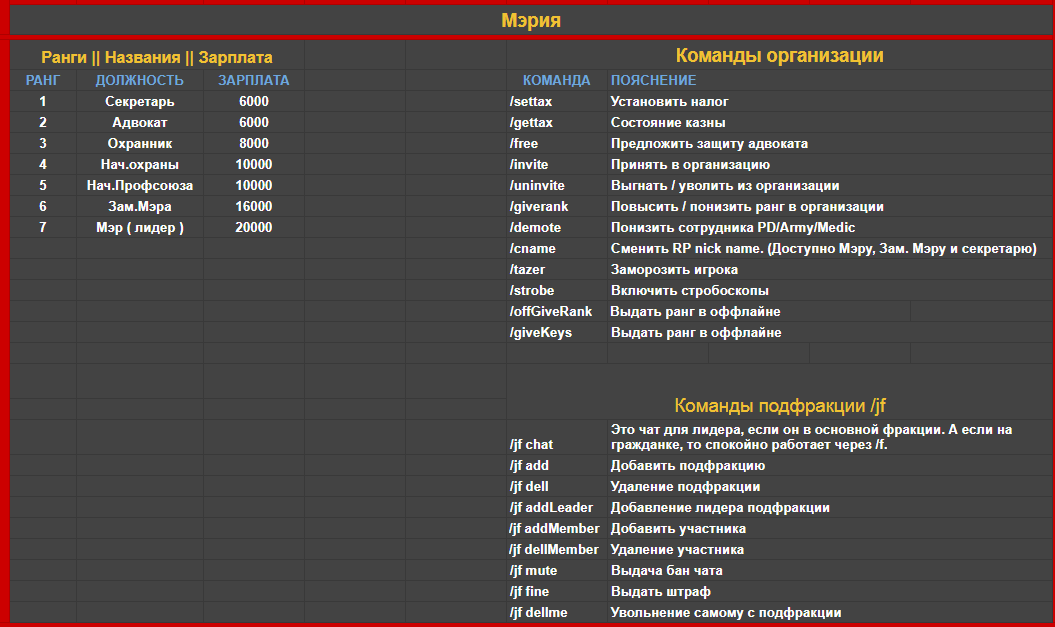 Мэрия
Ранги || Названия || Зарплата
РАНГ ДОЛЖНОСТЬ ЗАРПЛАТА
1 Секретарь 6000
2 Адвокат 6000
3 Охранник 8000
4 Нач.охраны 10000
5 Нач.Профсоюза 10000
6 Зам.Мэра 16000
7 Мэр ( лидер ) 20000
Команды организации
КОМАНДА ПОЯСНЕНИЕ
/settax Установить налог
/gettax Состояние казны
/free Предложить защиту адвоката
/invite Принять в организацию
/uninvite Выгнать / уволить из организации
/giverank Повысить / понизить ранг в организации
/demote Понизить сотрудника PD/Army/Medic
/cname Сменить RP nick name. (Доступно Мэру, Зам. Мэру и секретарю)
/tazer Заморозить игрока
/strobe Включить стробоскопы
/offGiveRank Выдать ранг в оффлайне
/giveKeys Выдать ранг в оффлайне
Команды подфракции /jf
Это чат для лидера, если он в основной фракции. А если на
/jf chat гражданке, то спокойно работает через /f.
/jf add Добавить подфракцию
/jf dell Удаление подфракции
/jf addLeader Добавление лидера подфракции
/jf addMember Добавить участника
/jf dellMember Удаление участника
/jf mute Выдача бан чата
/jf fine Выдать штраф
/jf dellme Увольнение самому с подфракции